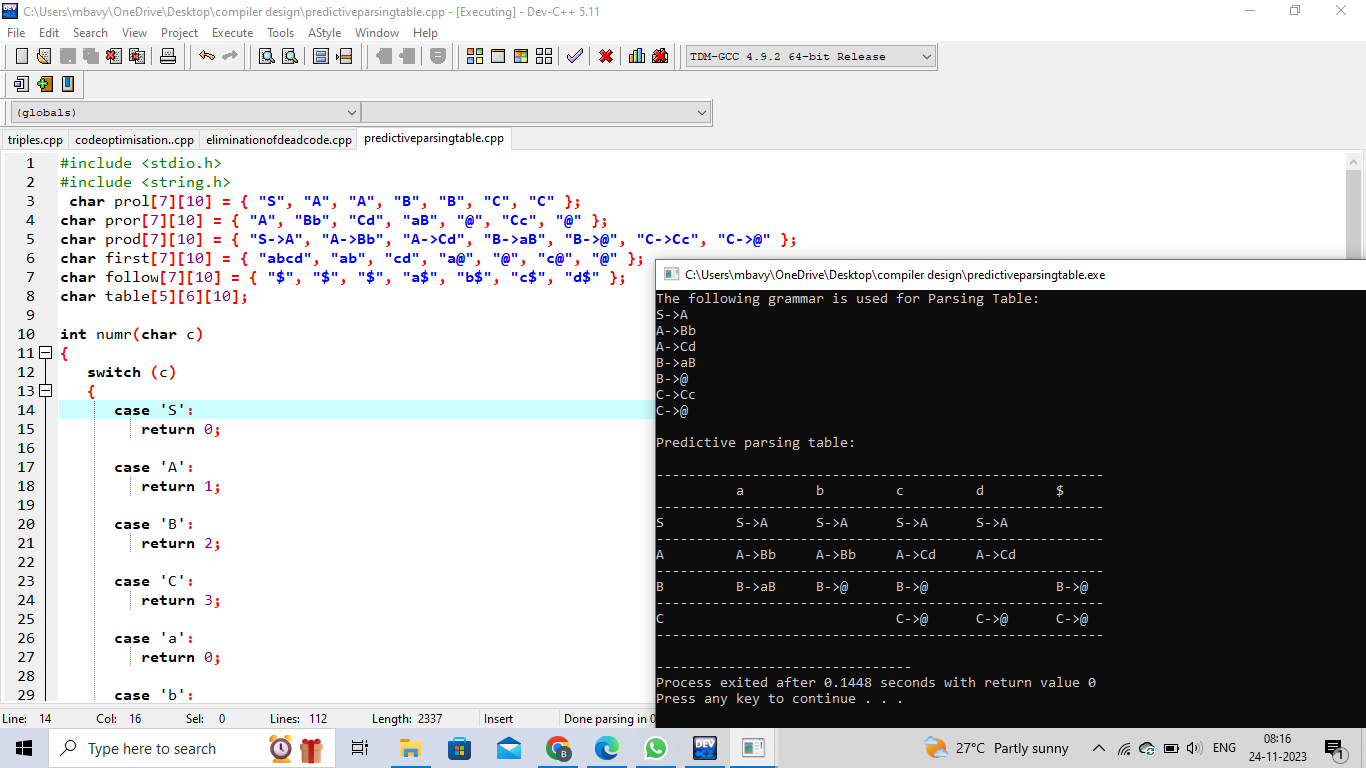 C:\Users\mbavy\OneDrive\Desktop\compiler design\predictiveparsingtable.cpp - [Executing] - Dev-C++ 5.11
File Edit Search View Project Execute Tools AStyle Window Help
TDM-GCC 4.9.2 64-bit Release
(globals)
triples.cpp codeoptimisation..cpp eliminationofdeadcode.cpp predictiveparsingtable.cpp
1 #include <stdio.h>
2 #include <string.h>
3 char prol[7][10] = { "S", "A", "A", "B", "B", "C", "C" };
4 char pror[7][10] = { "A", "Bb", "Cd", "aB", "@", "Cc", "@" };
5 char prod[7][10] = { "S->A", "A->Bb", "A->Cd", "B->aB", "B->@", "C->Cc", "C->@" };
6 char first[7][10] = { "abcd", "ab", "cd", "a@", "@", "c@", "@" };
7 char follow[7][10] = { "$", "$", "$", "a$", "b$", "c$", "d$" };
8 char table[5][6][10];
9
10 int numr(char c)
11 {
12 switch (c)
13 {
14 case 'S':
15 return 0;
16
17 case 'A':
18 return 1;
19
20 case 'B':
21 return 2;
22
23 case 'C':
24 return 3;
25
26 case 'a':
27 return 0;
28
29 case 'b':
C:\Users\mbavy\OneDrive\Desktop\compiler design\predictiveparsingtable.exe
The following grammar is used for Parsing Table:
S->A
A->Bb
A->Cd
B->aB
B->@
C->Cc
C->@
Predictive parsing table:
--------------------------------------------------------
a b c d $
--------------------------------------------------------
S S->A S->A S->A S->A
--------------------------------------------------------
A A->Bb A->Bb A->Cd A->Cd
--------------------------------------------------------
B B->aB B->@ B->@ B->@
--------------------------------------------------------
C C->@ C->@ C->@
--------------------------------------------------------
--------------------------------
Process exited after 0.1448 seconds with return value 0
Press any key to continue . . .
Line: 14 Col: 16 Sel: 0 Lines: 112 Length: 2337 Insert Done parsing in 0
Type here to search
B
DEV
27°C Partly sunny
ENG
08:16
24-11-2023
1